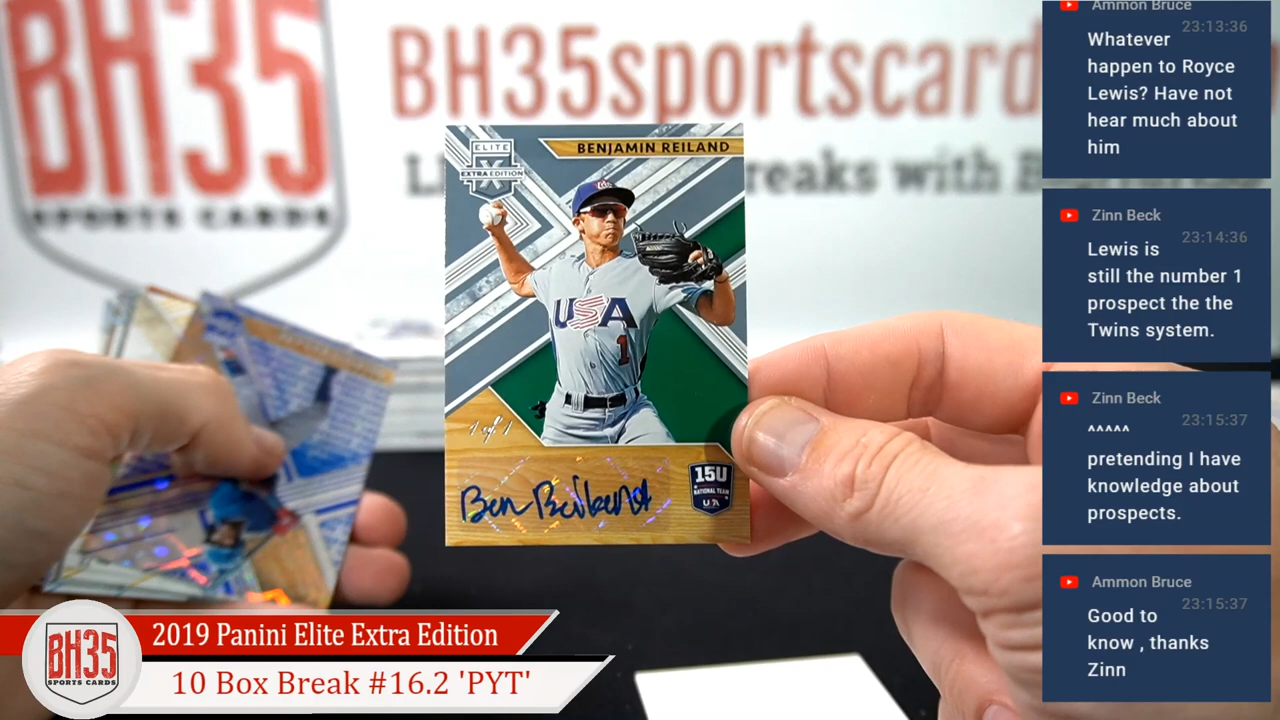 BH35
SPORTS CARDS
BH35sportscard
reaks with B
ELITE
X
EXTRA EDITION
BENJAMIN REILAND
USA
1
1 of 1
Ben Reiland
15U
NATIONAL TEAM
USA
Ammon Bruce
23:13:36
Whatever
happen to Royce
Lewis? Have not
hear much about
him
Zinn Beck
23:14:36
Lewis is
still the number 1
prospect the the
Twins system.
Zinn Beck
23:15:37
^^^^^
pretending I have
knowledge about
prospects.
Ammon Bruce
23:15:37
Good to
know , thanks
Zinn
BH35
SPORTS CARDS
2019 Panini Elite Extra Edition
10 Box Break #16.2 'PYT'